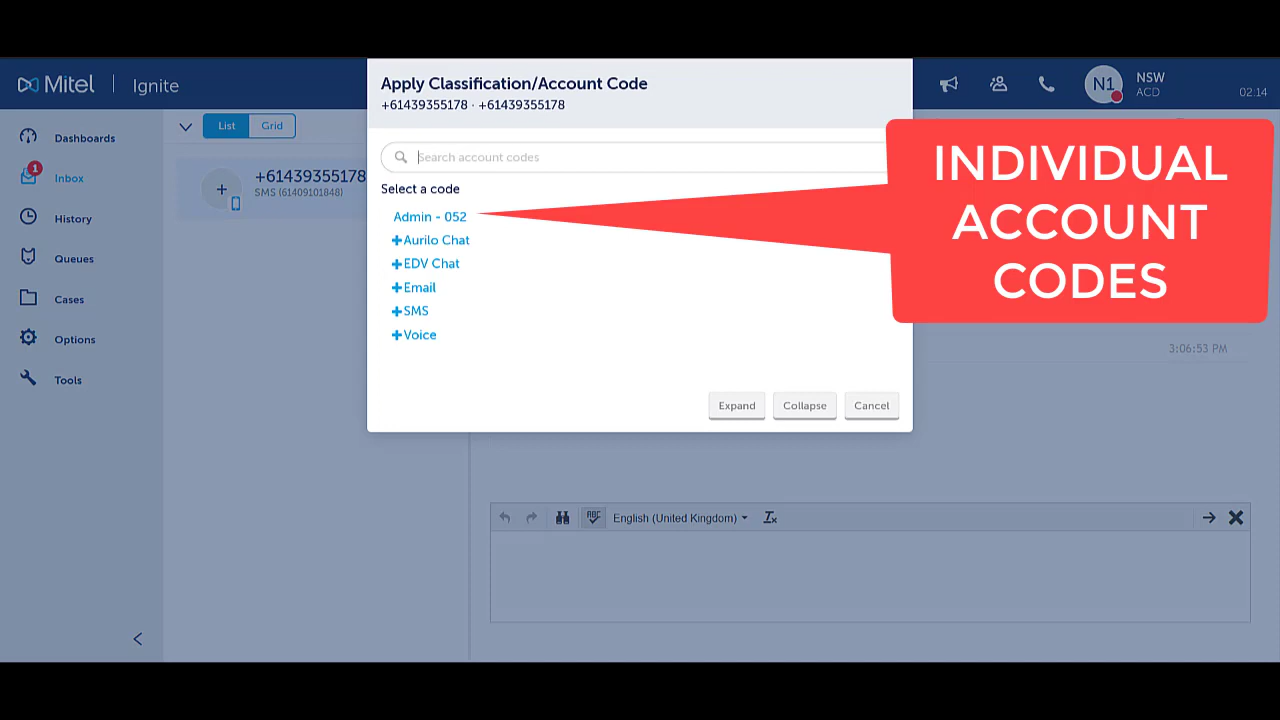 Mitel | Ignite
Apply Classification/Account Code
+61439355178 · +61439355178
N1
NSW
ACD
02:14
Dashboards
1
Inbox
History
Queues
Cases
Options
Tools
List
Grid
+61439355178
SMS (61409101848)
Search account codes
Select a code
Admin - 052
Aurilo Chat
EDV Chat
Email
SMS
Voice
Expand
Collapse
Cancel
INDIVIDUAL
ACCOUNT
CODES
3:06:53 PM
ABC
English (United Kingdom)